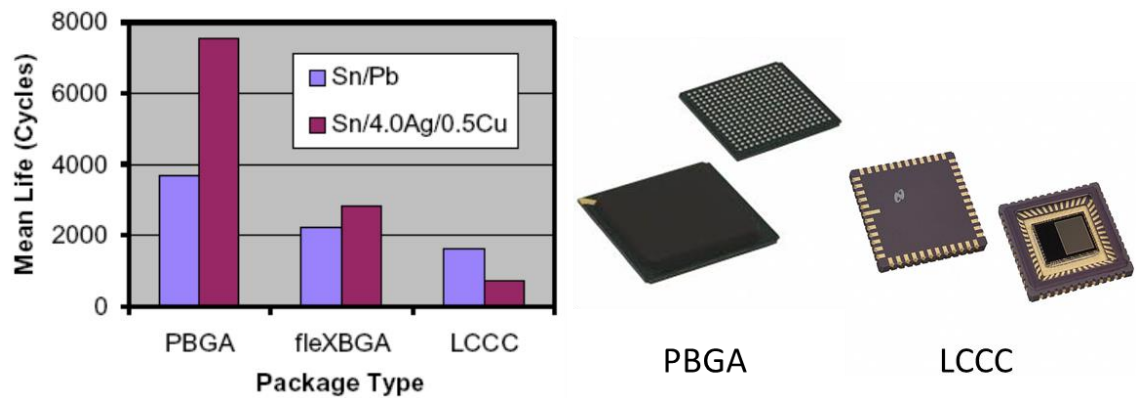 8000
6000
4000
2000
0
Mean Life (Cycles)
Sn/Pb
Sn/4.0Ag/0.5Cu
PBGA fleXBGA LCCC
Package Type
PBGA LCCC